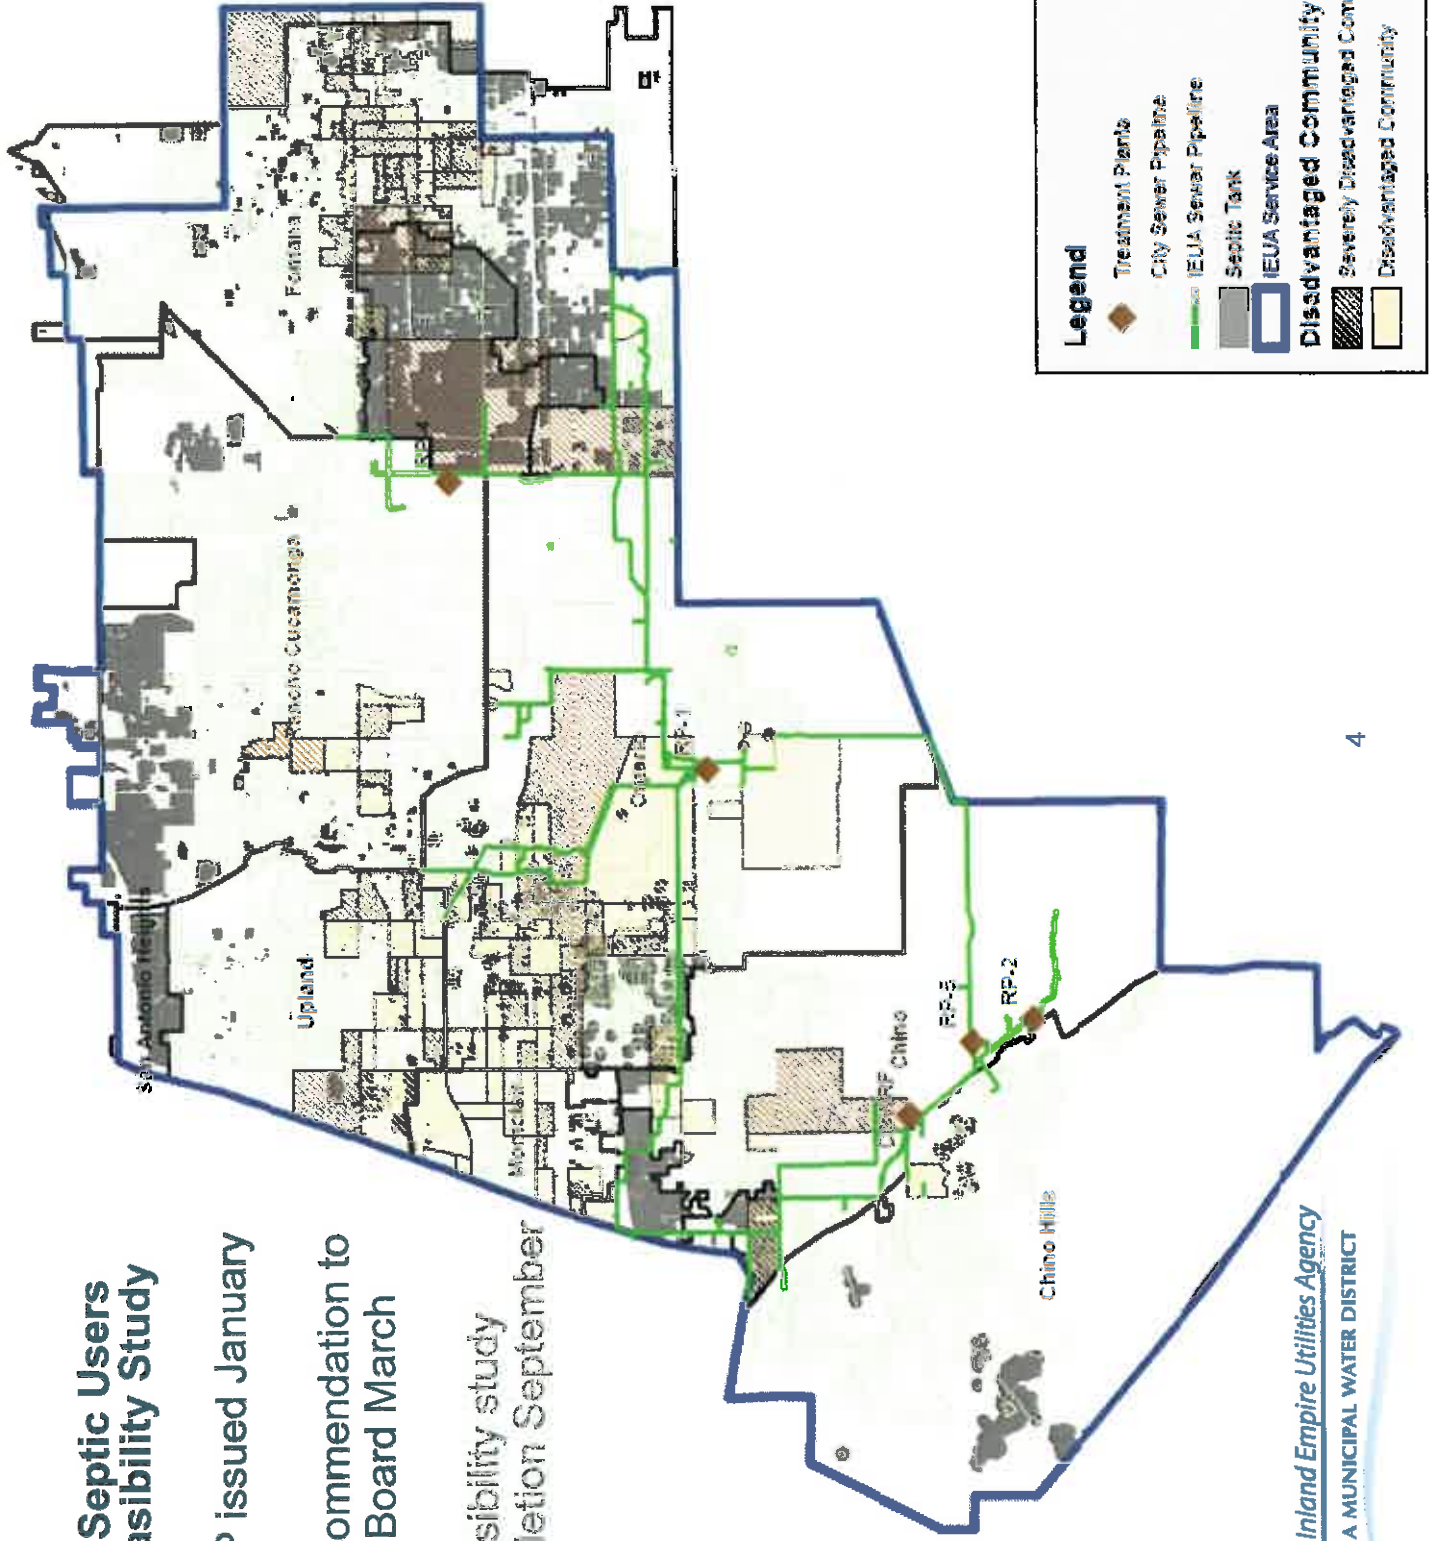 Septic Users
asibility Study
P issued January
ommendation to
Board March
sibility study
letion September
San Antonio Heights
Upland
Montclair
Rancho Cucamonga
Fontana
RP-4
Ontario
RP-1
Chino
RP-5
RP-2
Chino Hills
Legend
Treatment Plants
City Sewer Pipeline
IEUA Sewer Pipeline
Septic Tank
IEUA Service Area
Disadvantaged Community
Severely Disadvantaged Com
Disadvantaged Community
Inland Empire Utilities Agency
A MUNICIPAL WATER DISTRICT
4